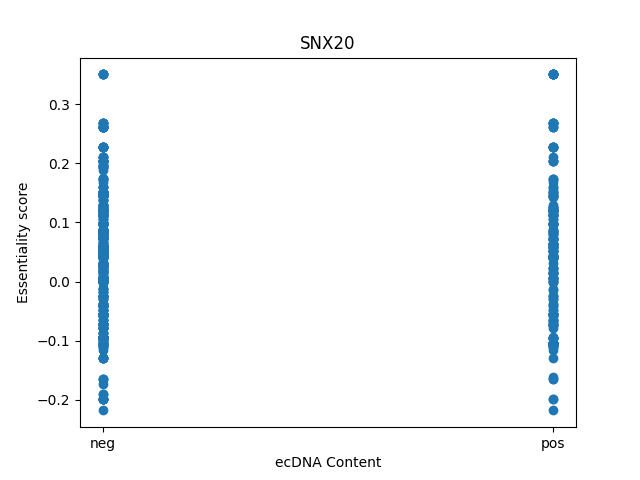 SNX20
Essentiality score
0.3
0.2
0.1
0.0
−0.1
−0.2
neg
pos
ecDNA Content